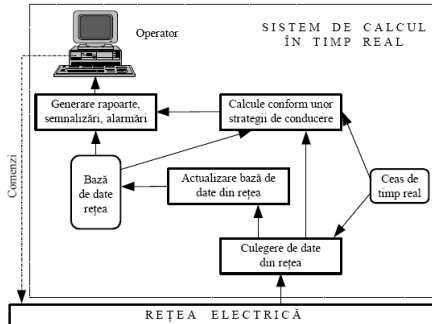 Operator
SISTEM DE CALCUL
ÎN TIMP REAL
Generare rapoarte,
semnalizări, alarmări
Calcule conform unor
strategii de conducere
Comenzi
Bază
de date
rețea
Actualizare bază de
date din rețea
Ceas de
timp real
Culegere de date
din rețea
REȚEA ELECTRICĂ